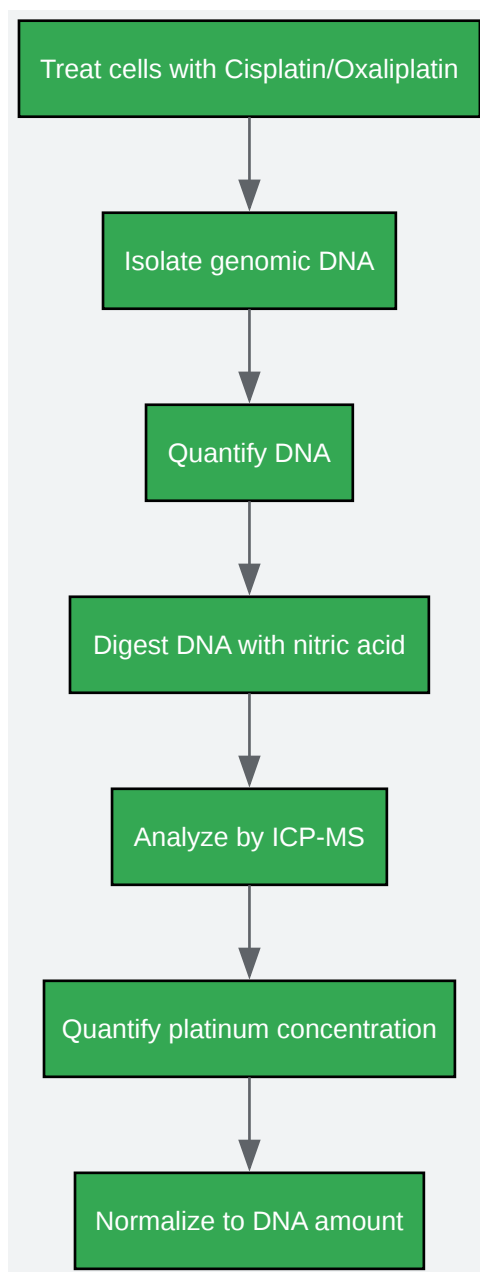 Treat cells with Cisplatin/Oxaliplatin
Isolate genomic DNA
Quantify DNA
Digest DNA with nitric acid
Analyze by ICP-MS
Quantify platinum concentration
Normalize to DNA amount